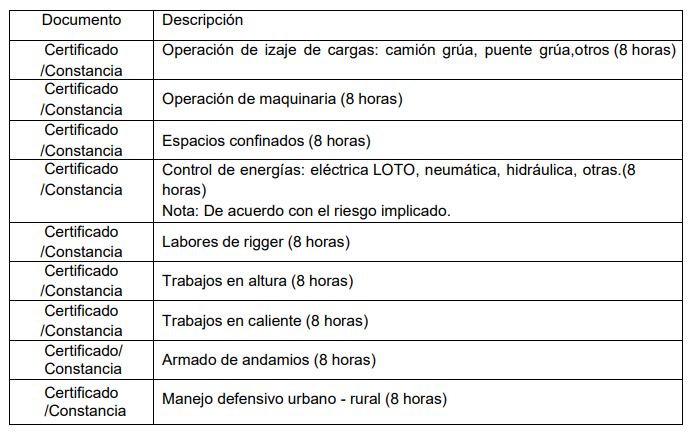 Documento Descripción
Certificado
/Constancia
Operación de izaje de cargas: camión grúa, puente grúa,otros (8 horas)
Certificado
/Constancia
Operación de maquinaria (8 horas)
Certificado
/Constancia
Espacios confinados (8 horas)
Certificado
/Constancia
Control de energías: eléctrica LOTO, neumática, hidráulica, otras.(8
horas)
Nota: De acuerdo con el riesgo implicado.
Certificado
/Constancia
Labores de rigger (8 horas)
Certificado
/Constancia
Trabajos en altura (8 horas)
Certificado
/Constancia
Trabajos en caliente (8 horas)
Certificado/
Constancia
Armado de andamios (8 horas)
Certificado
/Constancia
Manejo defensivo urbano - rural (8 horas)